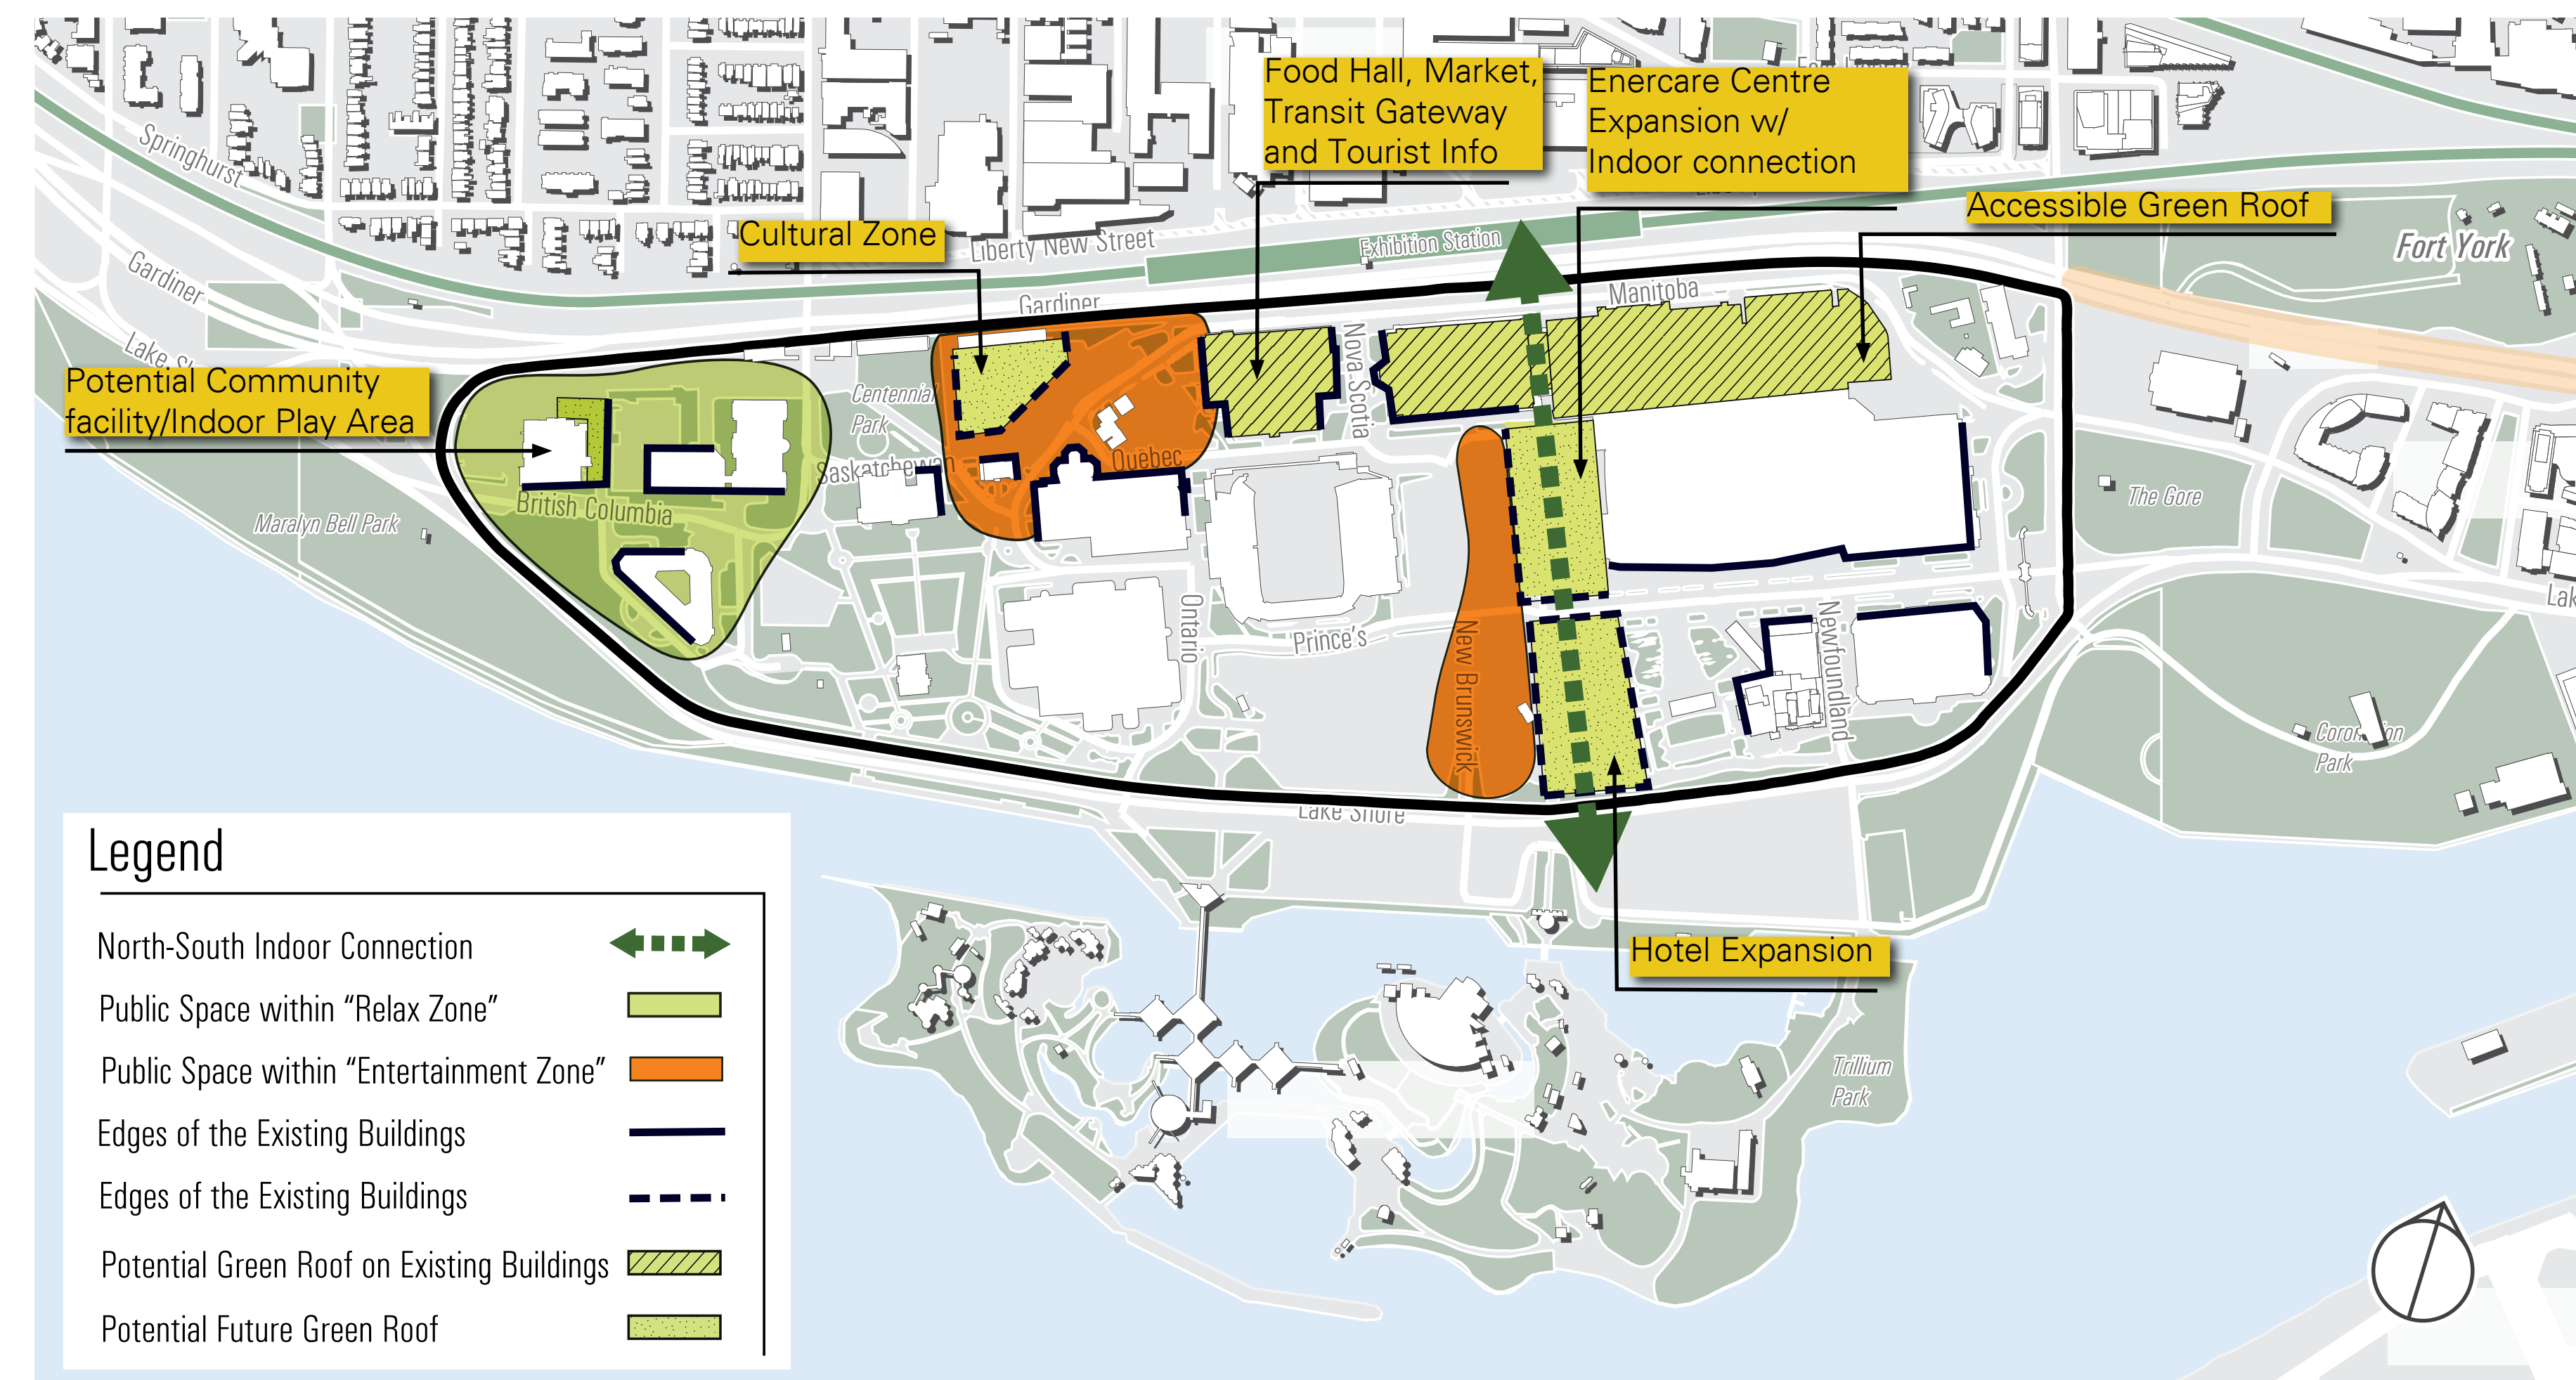 Food Hall, Market,
Transit Gateway
and Tourist Info
Enercare Centre
Expansion w/
Indoor connection
Accessible Green Roof
Cultural Zone
Potential Community
facility/Indoor Play Area
Hotel Expansion
Springhurst
Gardiner
Lake
Liberty New Street
Exhibition Station
Gardiner
Manitoba
Fort York
Centennial
Park
Nova Scotia
Saskatchewan
Quebec
British Columbia
Maralyn Bell Park
The Gore
Ontario
Prince's
New Brunswick
Newfoundland
Lake Shore
Park
Trillium
Park
Legend
North-South Indoor Connection
Public Space within “Relax Zone”
Public Space within “Entertainment Zone”
Edges of the Existing Buildings
Edges of the Existing Buildings
Potential Green Roof on Existing Buildings
Potential Future Green Roof